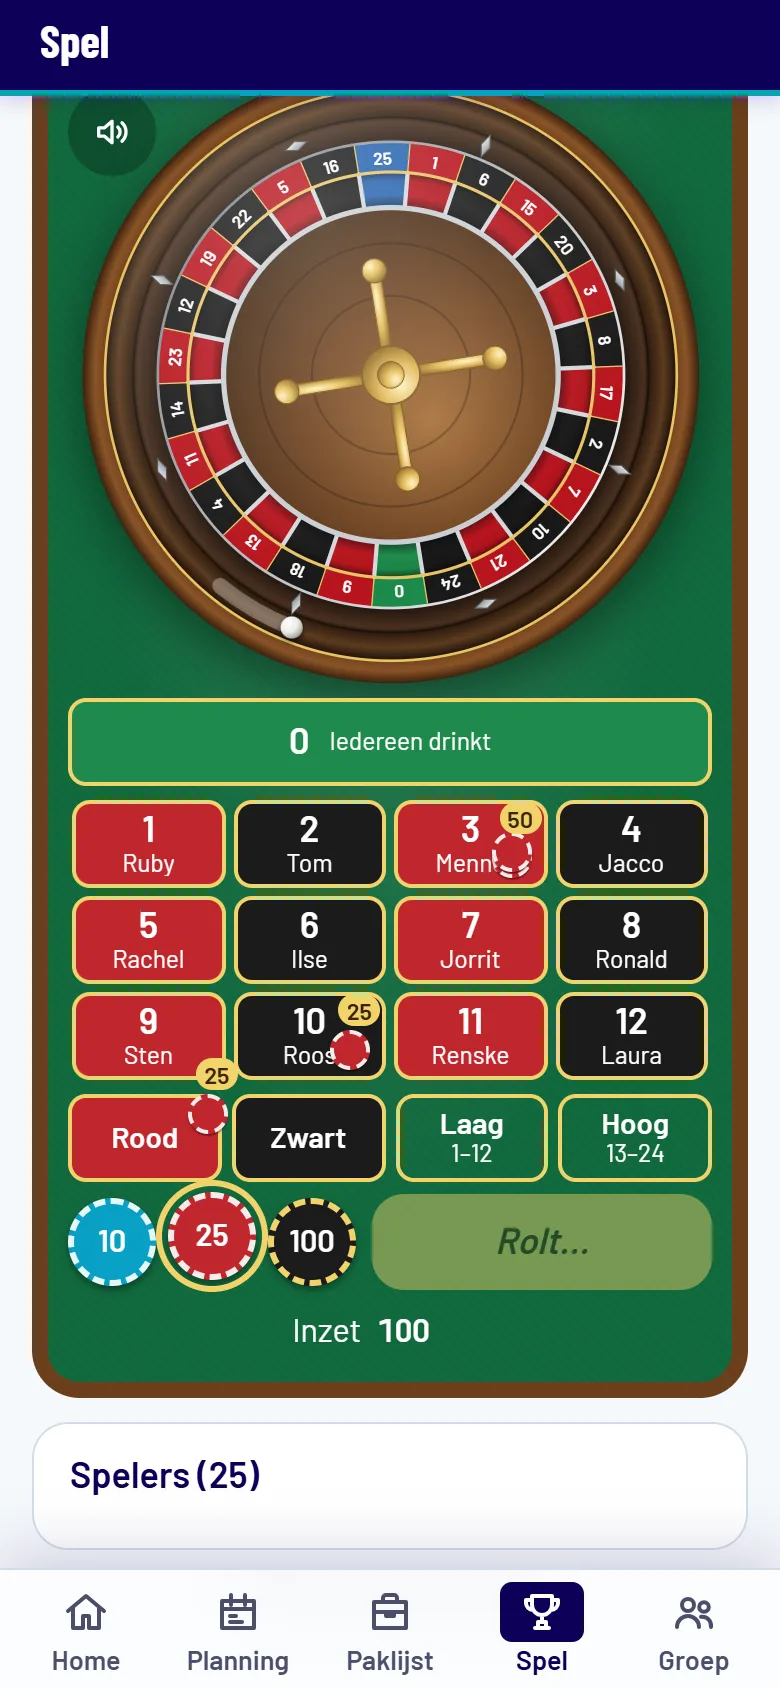 Spel
25
1
6
15
20
3
8
17
2
7
10
21
24
0
9
18
13
4
11
14
23
12
19
22
5
16
0 Iedereen drinkt
1
Ruby
2
Tom
3
50
Menn
4
Jacco
5
Rachel
6
Ilse
7
Jorrit
8
Ronald
9
Sten
10
25
Roos
11
Renske
12
Laura
25
Rood
Zwart
Laag
1–12
Hoog
13–24
10
25
100
Rolt...
Inzet 100
Spelers (25)
Home
Planning
Paklijst
Spel
Groep